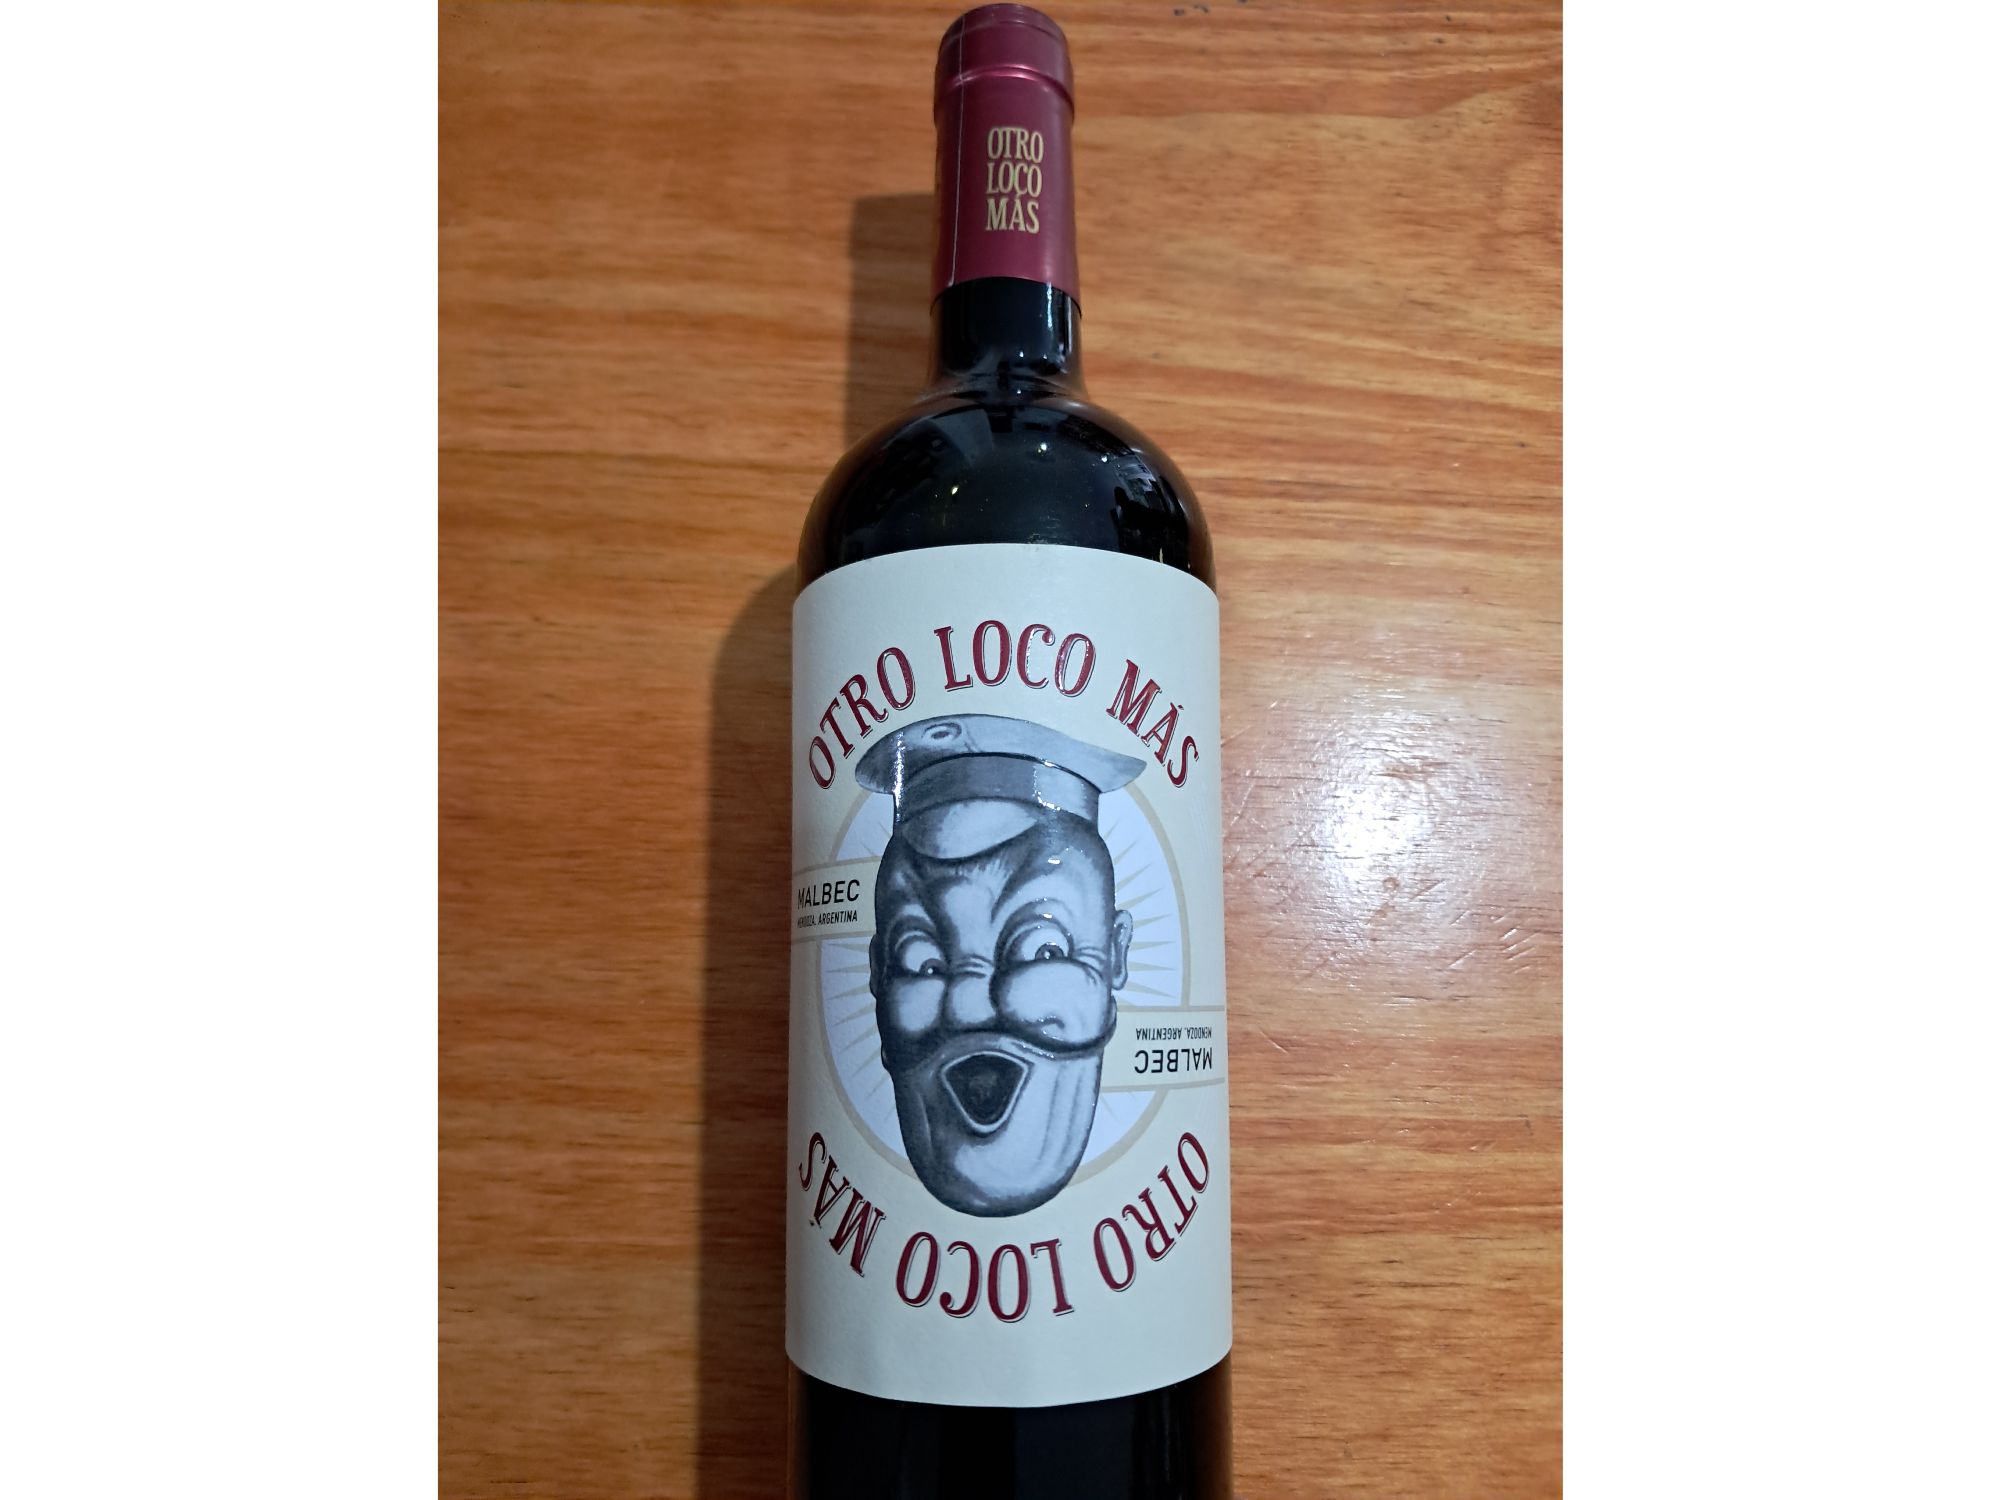 OTRO
LOCO
MÁS
OTRO LOCO MÁS
MALBEC
MENDOZA. ARGENTINA
MALBEC
MENDOZA. ARGENTINA
OTRO LOCO MÁS